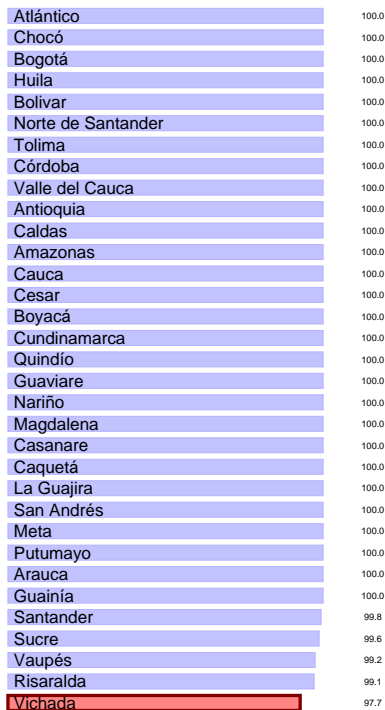 Atlántico 100.0
Chocó 100.0
Bogotá 100.0
Huila 100.0
Bolivar 100.0
Norte de Santander 100.0
Tolima 100.0
Córdoba 100.0
Valle del Cauca 100.0
Antioquia 100.0
Caldas 100.0
Amazonas 100.0
Cauca 100.0
Cesar 100.0
Boyacá 100.0
Cundinamarca 100.0
Quindío 100.0
Guaviare 100.0
Nariño 100.0
Magdalena 100.0
Casanare 100.0
Caquetá 100.0
La Guajira 100.0
San Andrés 100.0
Meta 100.0
Putumayo 100.0
Arauca 100.0
Guainía 100.0
Santander 99.8
Sucre 99.6
Vaupés 99.2
Risaralda 99.1
Vichada 97.7